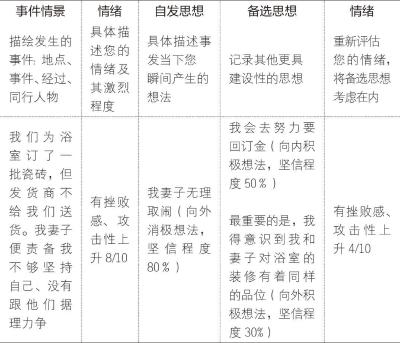 事件情景
情绪
自发思想
备选思想
情绪
描绘发生的
事件：地点、
事件、经过、
同行人物
具体描
述您的
情绪及
其激烈
程度
具体描述事
发当下您
瞬间产生的
想法
记录其他更具
建设性的思想
重新评估
您的情绪，
将备选思想
考虑在内
我们为浴
室订了一
批瓷砖，但
发货商不
给我们送
货。我妻子
便责备我
不够坚持
自己、没有
跟他们据
理力争
有挫败
感、攻
击性上
升 8/10
我妻子无理
取闹（向外
消极想法，
坚信程度
80%）
我会去努力要
回订金（向内积
极想法，坚信程
度 50%）
最重要的是，我
得意识到我和
妻子对浴室的
装修有着同样
的品位（向外积
极想法，坚信程
度 30%）
有挫败感、
攻击性上
升 4/10